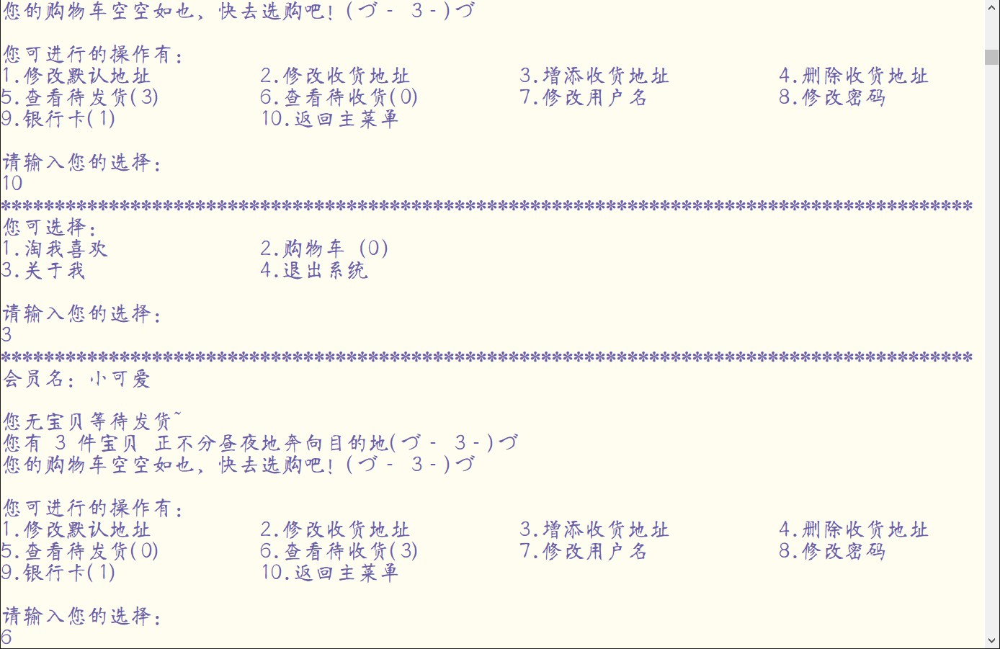 您的购物车空空如也，快去选购吧！(づ - 3 -)づ
您可进行的操作有：
1.修改默认地址 2.修改收货地址 3.增添收货地址 4.删除收货地址
5.查看待发货(3) 6.查看待收货(0) 7.修改用户名 8.修改密码
9.银行卡(1) 10.返回主菜单
请输入您的选择：
10
******************************************************************************************
您可选择：
1.淘我喜欢 2.购物车 (0)
3.关于我 4.退出系统
请输入您的选择：
3
******************************************************************************************
会员名：小可爱
您无宝贝等待发货~
您有 3 件宝贝 正不分昼夜地奔向目的地(づ - 3 -)づ
您的购物车空空如也，快去选购吧！(づ - 3 -)づ
您可进行的操作有：
1.修改默认地址 2.修改收货地址 3.增添收货地址 4.删除收货地址
5.查看待发货(0) 6.查看待收货(3) 7.修改用户名 8.修改密码
9.银行卡(1) 10.返回主菜单
请输入您的选择：
6